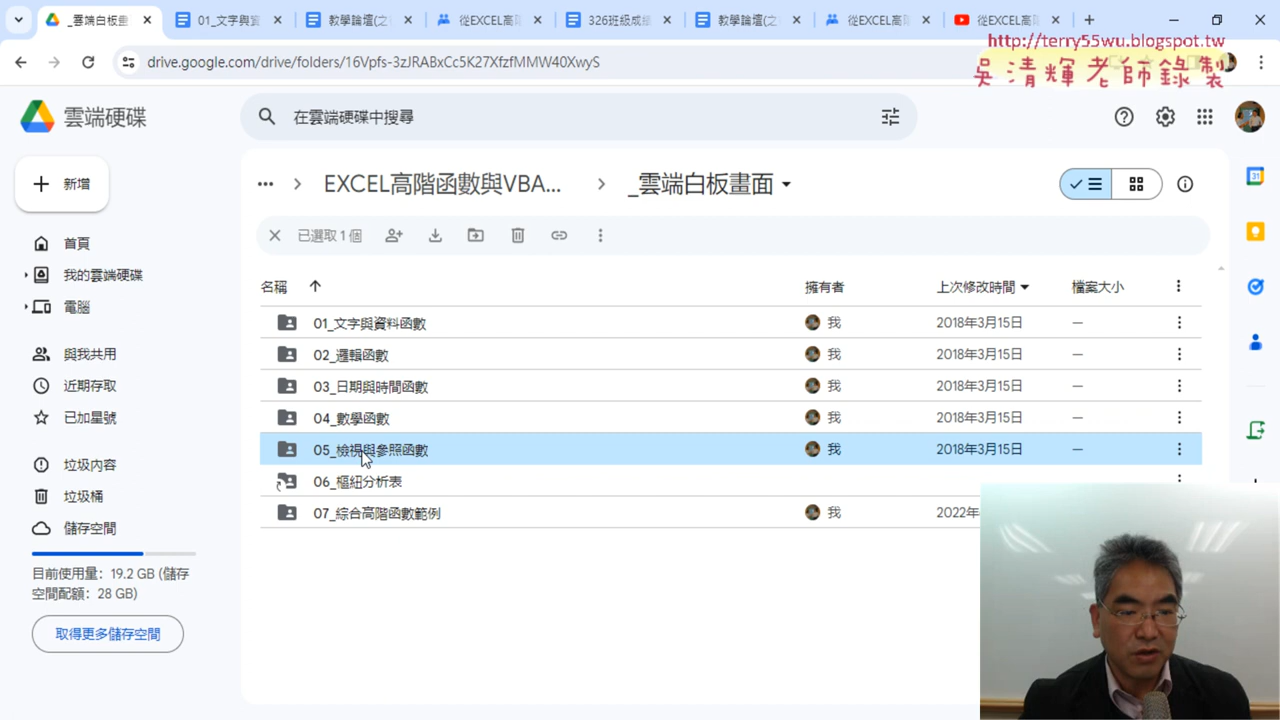 _雲端白板畫
01_文字與資
教學論壇(之
從EXCEL高階
326班級成績
教學論壇(之
從EXCEL高階
從EXCEL高階
drive.google.com/drive/folders/16Vpfs-3zJRABxCc5K27XfzfMMW40XwyS
http://terry55wu.blogspot.tw
吳清輝老師錄製
雲端硬碟
在雲端硬碟中搜尋
新增
EXCEL高階函數與VBA...
_雲端白板畫面
已選取 1 個
首頁
我的雲端硬碟
電腦
與我共用
近期存取
已加星號
垃圾內容
垃圾桶
儲存空間
目前使用量：19.2 GB (儲存
空間配額：28 GB)
取得更多儲存空間
名稱 擁有者 上次修改時間 檔案大小
01_文字與資料函數 我 2018年3月15日 —
02_邏輯函數 我 2018年3月15日 —
03_日期與時間函數 我 2018年3月15日 —
04_數學函數 我 2018年3月15日 —
05_檢視與參照函數 我 2018年3月15日 —
06_樞紐分析表
07_綜合高階函數範例 我 2022年
31